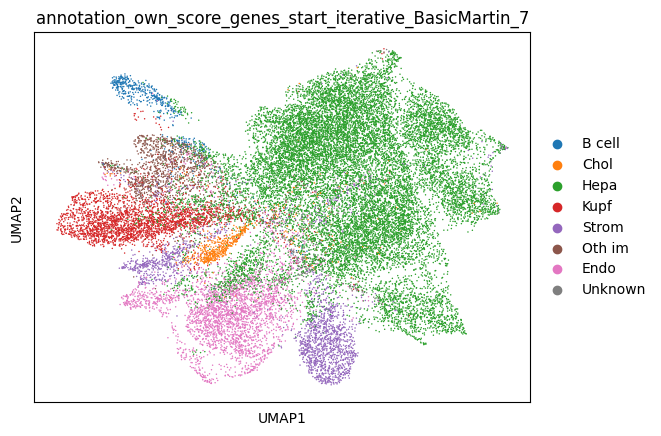 annotation_own_score_genes_start_iterative_BasicMartin_7
B cell
Chol
Hepa
Kupf
Strom
Oth im
Endo
Unknown
UMAP2
UMAP1